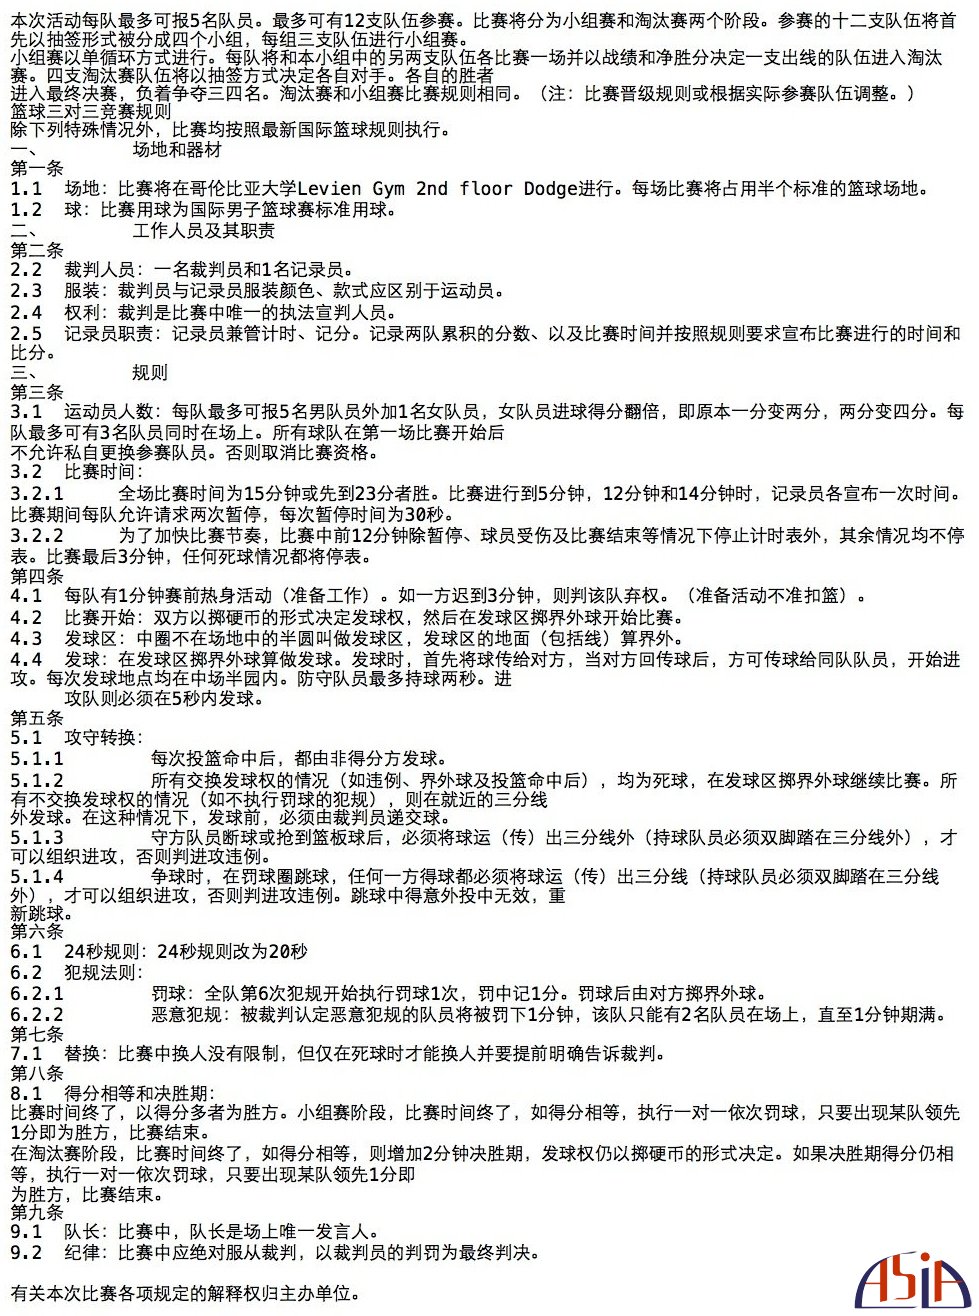 本次活动每队最多可报5名队员。最多可有12支队伍参赛。比赛将分为小组赛和淘汰赛两个阶段。参赛的十二支队伍将首
先以抽签形式被分成四个小组，每组三支队伍进行小组赛。
小组赛以单循环方式进行。每队将和本小组中的另两支队伍各比赛一场并以战绩和净胜分决定一支出线的队伍进入淘汰
赛。四支淘汰赛队伍将以抽签方式决定各自对手。各自的胜者
进入最终决赛，负着争夺三四名。淘汰赛和小组赛比赛规则相同。（注：比赛晋级规则或根据实际参赛队伍调整。）
篮球三对三竞赛规则
除下列特殊情况外，比赛均按照最新国际篮球规则执行。
一、 场地和器材
第一条
1.1 场地：比赛将在哥伦比亚大学Levien Gym 2nd floor Dodge进行。每场比赛将占用半个标准的篮球场地。
1.2 球：比赛用球为国际男子篮球赛标准用球。
二、 工作人员及其职责
第二条
2.2 裁判人员：一名裁判员和1名记录员。
2.3 服装：裁判员与记录员服装颜色、款式应区别于运动员。
2.4 权利：裁判是比赛中唯一的执法宣判人员。
2.5 记录员职责：记录员兼管计时、记分。记录两队累积的分数、以及比赛时间并按照规则要求宣布比赛进行的时间和
比分。
三、 规则
第三条
3.1 运动员人数：每队最多可报5名男队员外加1名女队员，女队员进球得分翻倍，即原本一分变两分，两分变四分。每
队最多可有3名队员同时在场上。所有球队在第一场比赛开始后
不允许私自更换参赛队员。否则取消比赛资格。
3.2 比赛时间：
3.2.1 全场比赛时间为15分钟或先到23分者胜。比赛进行到5分钟，12分钟和14分钟时，记录员各宣布一次时间。
比赛期间每队允许请求两次暂停，每次暂停时间为30秒。
3.2.2 为了加快比赛节奏，比赛中前12分钟除暂停、球员受伤及比赛结束等情况下停止计时表外，其余情况均不停
表。比赛最后3分钟，任何死球情况都将停表。
第四条
4.1 每队有1分钟赛前热身活动（准备工作）。如一方迟到3分钟，则判该队弃权。（准备活动不准扣篮）。
4.2 比赛开始：双方以掷硬币的形式决定发球权，然后在发球区掷界外球开始比赛。
4.3 发球区：中圈不在场地中的半圆叫做发球区，发球区的地面（包括线）算界外。
4.4 发球：在发球区掷界外球算做发球。发球时，首先将球传给对方，当对方回传球后，方可传球给同队队员，开始进
攻。每次发球地点均在中场半园内。防守队员最多持球两秒。进
攻队则必须在5秒内发球。
第五条
5.1 攻守转换：
5.1.1 每次投篮命中后，都由非得分方发球。
5.1.2 所有交换发球权的情况（如违例、界外球及投篮命中后），均为死球，在发球区掷界外球继续比赛。所
有不交换发球权的情况（如不执行罚球的犯规），则在就近的三分线
外发球。在这种情况下，发球前，必须由裁判员递交球。
5.1.3 守方队员断球或抢到篮板球后，必须将球运（传）出三分线外（持球队员必须双脚踏在三分线外），才
可以组织进攻，否则判进攻违例。
5.1.4 争球时，在罚球圈跳球，任何一方得球都必须将球运（传）出三分线（持球队员必须双脚踏在三分线
外），才可以组织进攻，否则判进攻违例。跳球中得意外投中无效，重
新跳球。
第六条
6.1 24秒规则：24秒规则改为20秒
6.2 犯规法则：
6.2.1 罚球：全队第6次犯规开始执行罚球1次，罚中记1分。罚球后由对方掷界外球。
6.2.2 恶意犯规：被裁判认定恶意犯规的队员将被罚下1分钟，该队只能有2名队员在场上，直至1分钟期满。
第七条
7.1 替换：比赛中换人没有限制，但仅在死球时才能换人并要提前明确告诉裁判。
第八条
8.1 得分相等和决胜期：
比赛时间终了，以得分多者为胜方。小组赛阶段，比赛时间终了，如得分相等，执行一对一依次罚球，只要出现某队领先
1分即为胜方，比赛结束。
在淘汰赛阶段，比赛时间终了，如得分相等，则增加2分钟决胜期，发球权仍以掷硬币的形式决定。如果决胜期得分仍相
等，执行一对一依次罚球，只要出现某队领先1分即
为胜方，比赛结束。
第九条
9.1 队长：比赛中，队长是场上唯一发言人。
9.2 纪律：比赛中应绝对服从裁判，以裁判员的判罚为最终判决。
有关本次比赛各项规定的解释权归主办单位。
ASiA